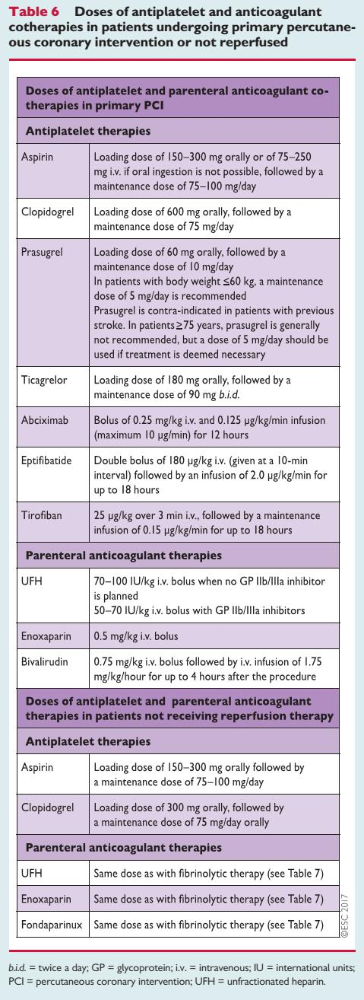 Table 6 Doses of antiplatelet and anticoagulant
cotherapies in patients undergoing primary percutane-
ous coronary intervention or not reperfused
Doses of antiplatelet and parenteral anticoagulant co-
therapies in primary PCI
Antiplatelet therapies
Aspirin
Loading dose of 150–300 mg orally or of 75–250
mg i.v. if oral ingestion is not possible, followed by a
maintenance dose of 75–100 mg/day
Clopidogrel
Loading dose of 600 mg orally, followed by a
maintenance dose of 75 mg/day
Prasugrel
Loading dose of 60 mg orally, followed by a
maintenance dose of 10 mg/day
In patients with body weight ≤60 kg, a maintenance
dose of 5 mg/day is recommended
Prasugrel is contra-indicated in patients with previous
stroke. In patients≥75 years, prasugrel is generally
not recommended, but a dose of 5 mg/day should be
used if treatment is deemed necessary
Ticagrelor
Loading dose of 180 mg orally, followed by a
maintenance dose of 90 mg b.i.d.
Abciximab
Bolus of 0.25 mg/kg i.v. and 0.125 µg/kg/min infusion
(maximum 10 µg/min) for 12 hours
Eptifibatide
Double bolus of 180 µg/kg i.v. (given at a 10-min
interval) followed by an infusion of 2.0 µg/kg/min for
up to 18 hours
Tirofiban
25 µg/kg over 3 min i.v., followed by a maintenance
infusion of 0.15 µg/kg/min for up to 18 hours
Parenteral anticoagulant therapies
UFH
70–100 IU/kg i.v. bolus when no GP IIb/IIIa inhibitor
is planned
50–70 IU/kg i.v. bolus with GP IIb/IIIa inhibitors
Enoxaparin
0.5 mg/kg i.v. bolus
Bivalirudin
0.75 mg/kg i.v. bolus followed by i.v. infusion of 1.75
mg/kg/hour for up to 4 hours after the procedure
Doses of antiplatelet and parenteral anticoagulant
therapies in patients not receiving reperfusion therapy
Antiplatelet therapies
Aspirin
Loading dose of 150–300 mg orally followed by
a maintenance dose of 75–100 mg/day
Clopidogrel
Loading dose of 300 mg orally, followed by
a maintenance dose of 75 mg/day orally
Parenteral anticoagulant therapies
UFH
Same dose as with fibrinolytic therapy (see Table 7)
Enoxaparin
Same dose as with fibrinolytic therapy (see Table 7)
Fondaparinux
Same dose as with fibrinolytic therapy (see Table 7)
©ESC 2017
b.i.d. = twice a day; GP = glycoprotein; i.v. = intravenous; IU = international units;
PCI = percutaneous coronary intervention; UFH = unfractionated heparin.